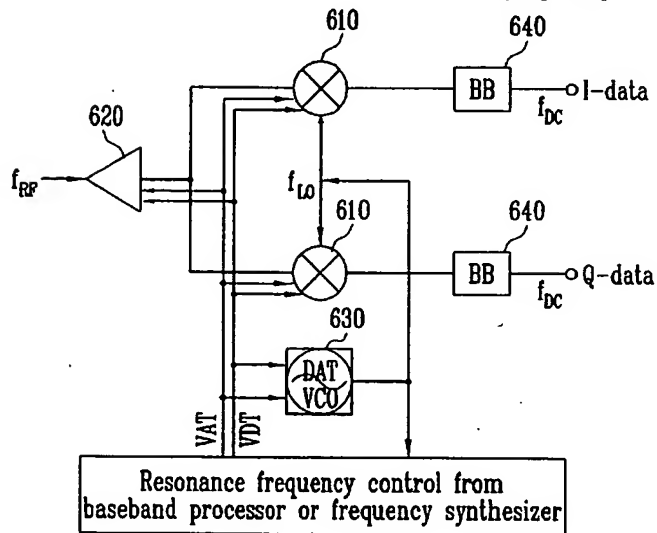 610
640
BB
I-data
f_DC
620
f_RF
f_LO
610
640
BB
Q-data
f_DC
630
DAT
VCO
VAT
VDT
Resonance frequency control from
baseband processor or frequency synthesizer